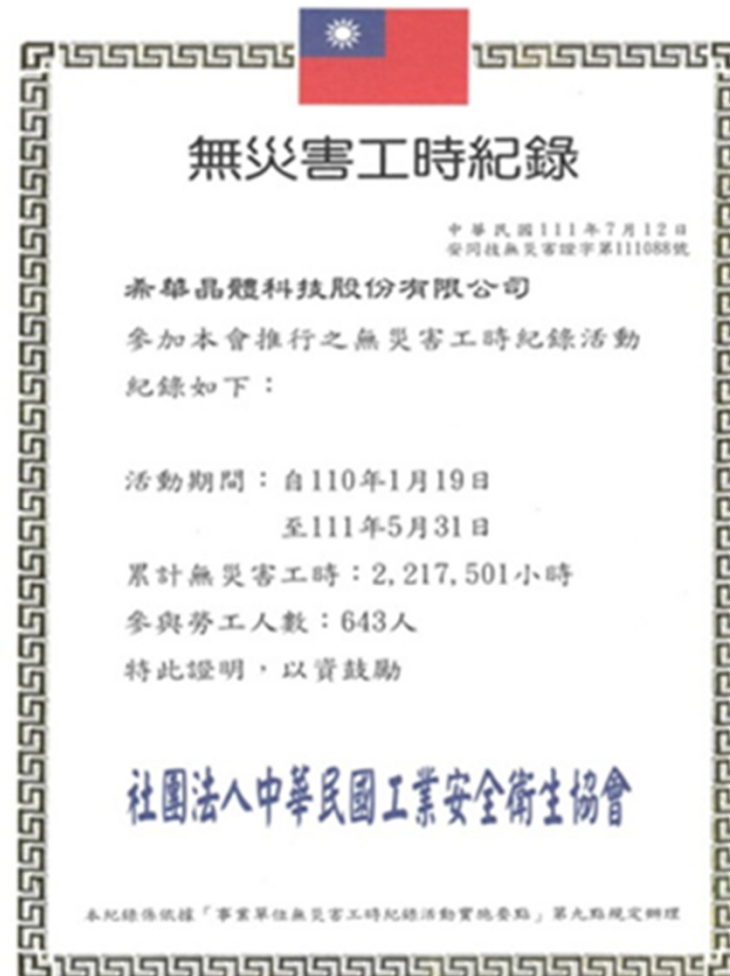 無災害工時紀錄
中華民國111年7月12日
安同技無災害證字第111088號
希華晶體科技股份有限公司
參加本會推行之無災害工時紀錄活動
紀錄如下：
活動期間：自110年1月19日
至111年5月31日
累計無災害工時：2,217,501小時
參與勞工人數：643人
特此證明，以資鼓勵
社團法人中華民國工業安全衛生協會
本紀錄係依據「事業單位無災害工時紀錄活動實施要點」第九點規定辦理